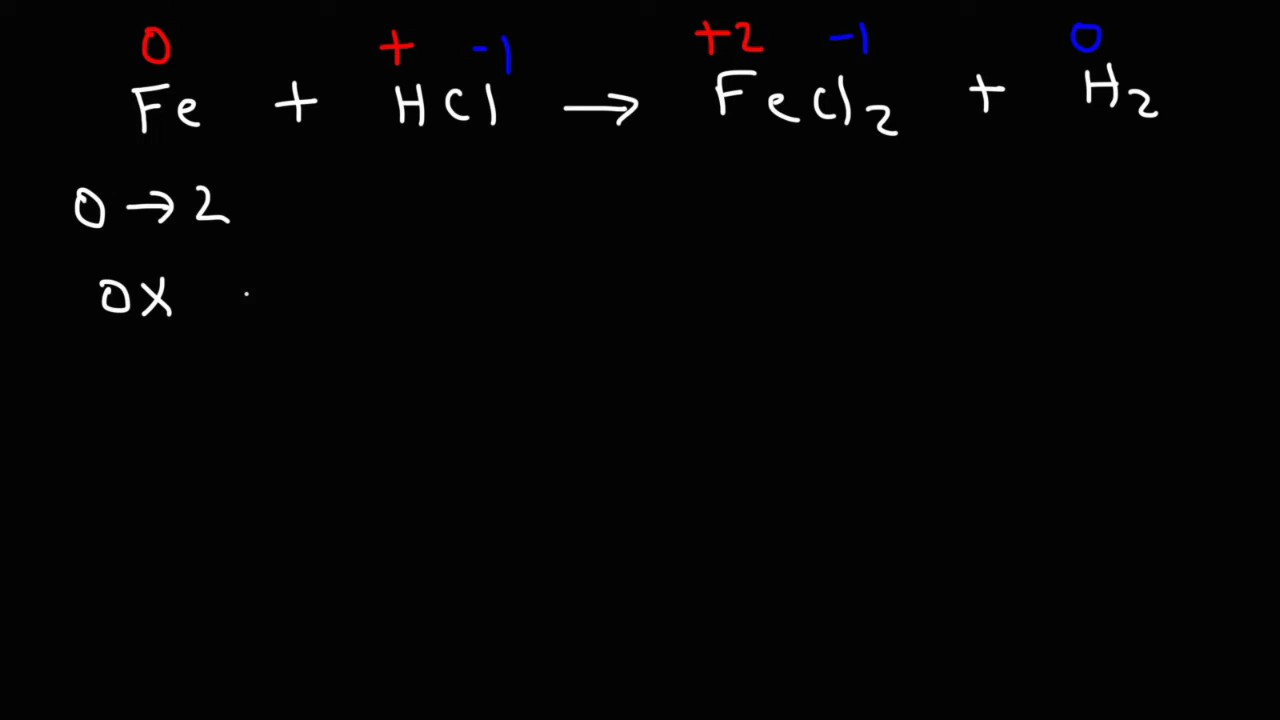 0 + -1 +2 -1 0
Fe + HCl → FeCl₂ + H₂
0 → 2
OX